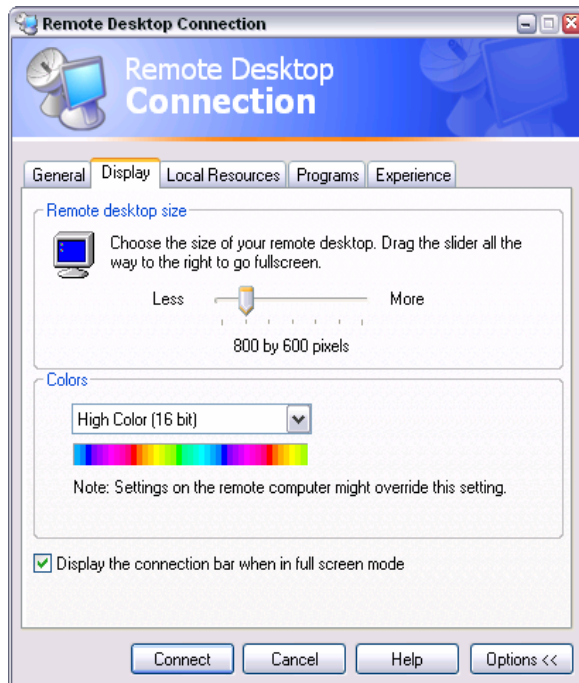 Remote Desktop Connection
Remote Desktop
Connection
General Display Local Resources Programs Experience
Remote desktop size
Choose the size of your remote desktop. Drag the slider all the
way to the right to go fullscreen.
Less More
800 by 600 pixels
Colors
High Color (16 bit)
Note: Settings on the remote computer might override this setting.
Display the connection bar when in full screen mode
Connect Cancel Help Options <<